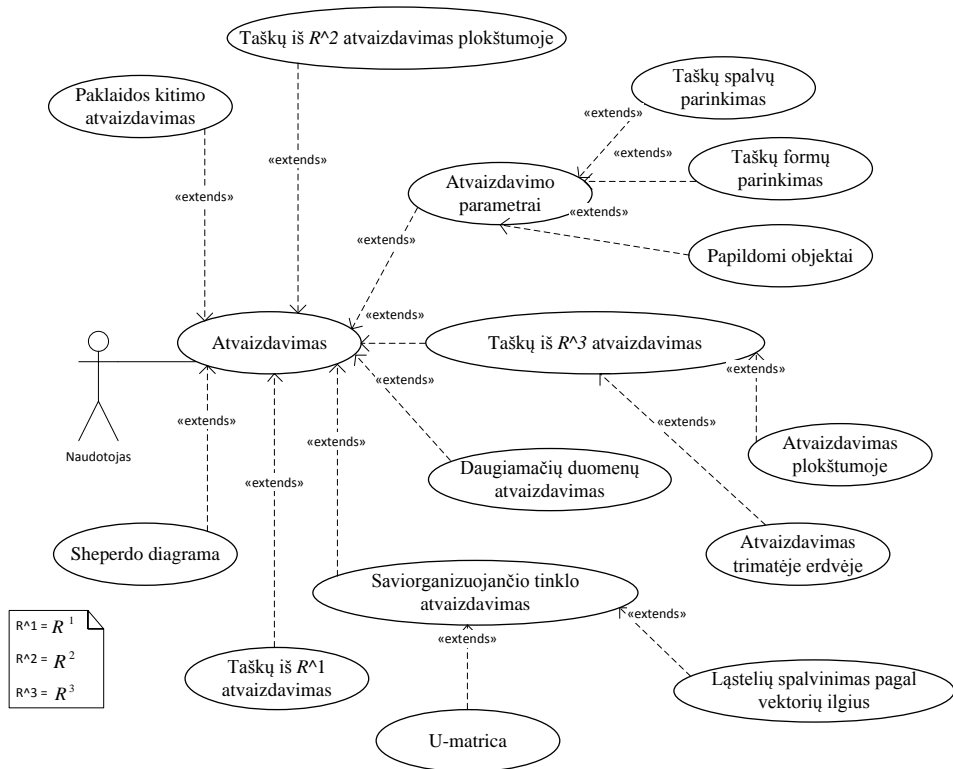 Taškų iš R^2 atvaizdavimas plokštumoje
Paklaidos kitimo
atvaizdavimas
Taškų spalvų
parinkimas
«extends»
«extends»
«extends»
«extends»
Taškų formų
parinkimas
Atvaizdavimo
parametrai
«extends»
«extends»
Papildomi objektai
«extends»
Atvaizdavimas
Taškų iš R^3 atvaizdavimas
«extends»
«extends»
«extends»
«extends»
«extends»
Naudotojas
«extends»
Atvaizdavimas
plokštumoje
Daugiamačių duomenų
atvaizdavimas
«extends»
Sheperdo diagrama
Atvaizdavimas
trimatėje erdvėje
Saviorganizuojančio tinklo
atvaizdavimas
«extends»
«extends»
R^1 = R 1
R^2 = R 2
R^3 = R 3
Taškų iš R^1
atvaizdavimas
Ląstelių spalvinimas pagal
vektorių ilgius
U-matrica